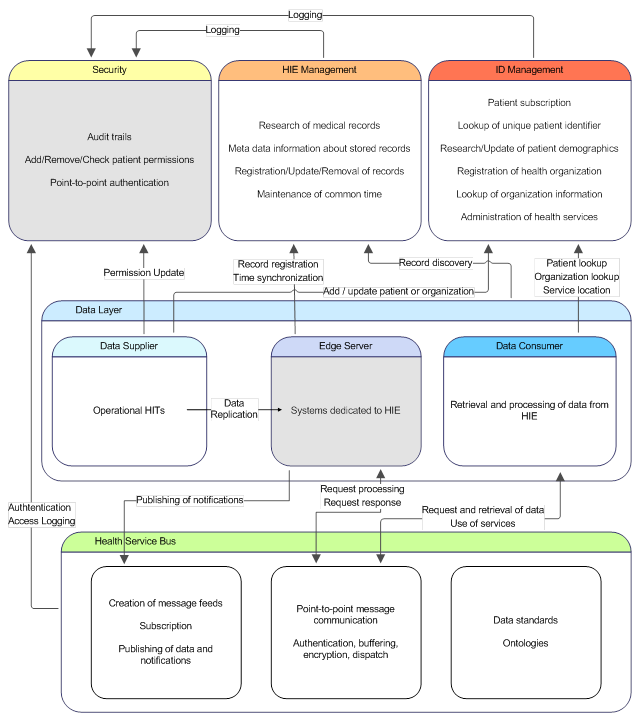 Logging
Logging
Security
HIE Management
ID Management
Audit trails
Add/Remove/Check patient permissions
Point-to-point authentication
Research of medical records
Meta data information about stored records
Registration/Update/Removal of records
Maintenance of common time
Patient subscription
Lookup of unique patient identifier
Research/Update of patient demographics
Registration of health organization
Lookup of organization information
Administration of health services
Permission Update
Record registration
Time synchronization
Record discovery
Patient lookup
Organization lookup
Service location
Add / update patient or organization
Data Layer
Data Supplier
Edge Server
Data Consumer
Operational HITs
Data
Replication
Systems dedicated to HIE
Retrieval and processing of data from
HIE
Authtentication
Access Logging
Publishing of notifications
Request processing
Request response
Request and retrieval of data
Use of services
Health Service Bus
Creation of message feeds
Subscription
Publishing of data and
notifications
Point-to-point message
communication
Authentication, buffering,
encryption, dispatch
Data standards
Ontologies